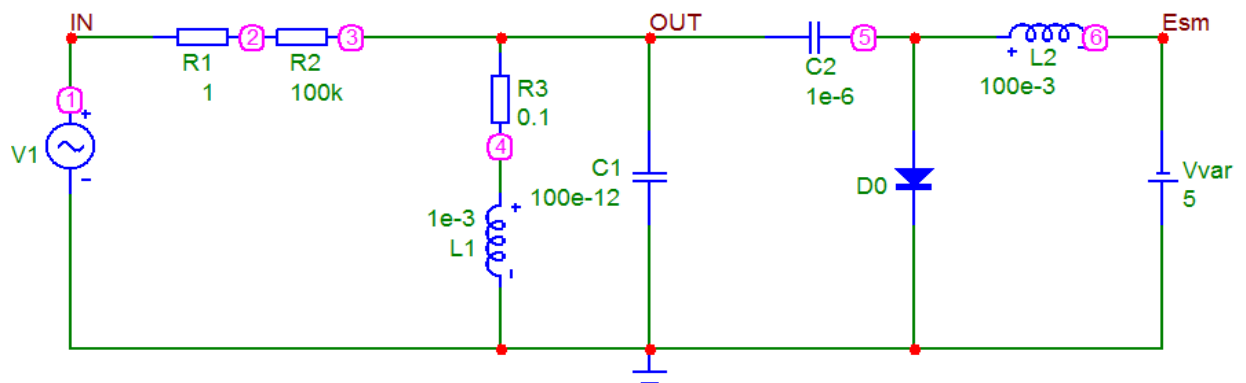 IN
OUT
Esm
2
3
5
6
R1
1
R2
100k
C2
1e-6
+
-
L2
100e-3
1
+
V1
-
R3
0.1
4
C1
100e-12
D0
Vvar
5
1e-3
L1
+
-